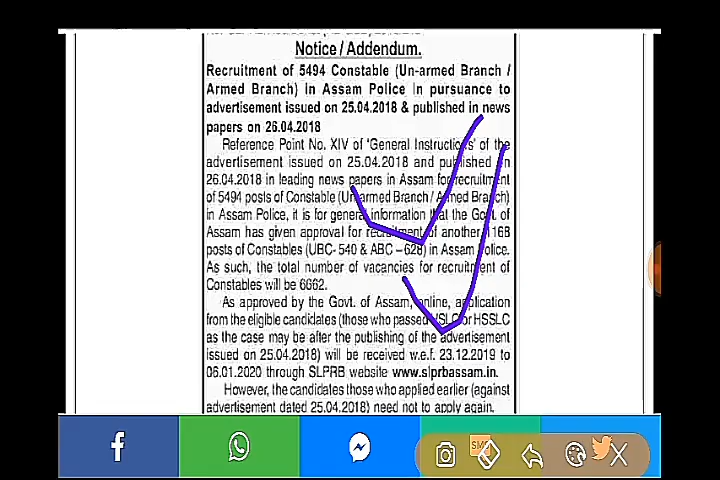 Notice / Addendum.
Recruitment of 5494 Constable (Un-armed Branch /
Armed Branch) in Assam Police in pursuance to
advertisement issued on 25.04.2018 & published in news
papers on 26.04.2018
Reference Point No. XIV of 'General Instructions' of the
advertisement issued on 25.04.2018 and published in
26.04.2018 in leading news papers in Assam for recruitment
of 5494 posts of Constable (Un-armed Branch / Armed Branch)
in Assam Police, it is for general information that the Govt. of
Assam has given approval for recruitment of another 1168
posts of Constables (UBC- 540 & ABC – 628) in Assam Police.
As such, the total number of vacancies for recruitment of
Constables will be 6662.
As approved by the Govt. of Assam, online, application
from the eligible candidates (those who passed HSLC or HSSLC
as the case may be after the publishing of the advertisement
issued on 25.04.2018) will be received w.e.f. 23.12.2019 to
06.01.2020 through SLPRB website www.slprbassam.in.
However, the candidates those who applied earlier (against
advertisement dated 25.04.2018) need not to apply again.
SMS